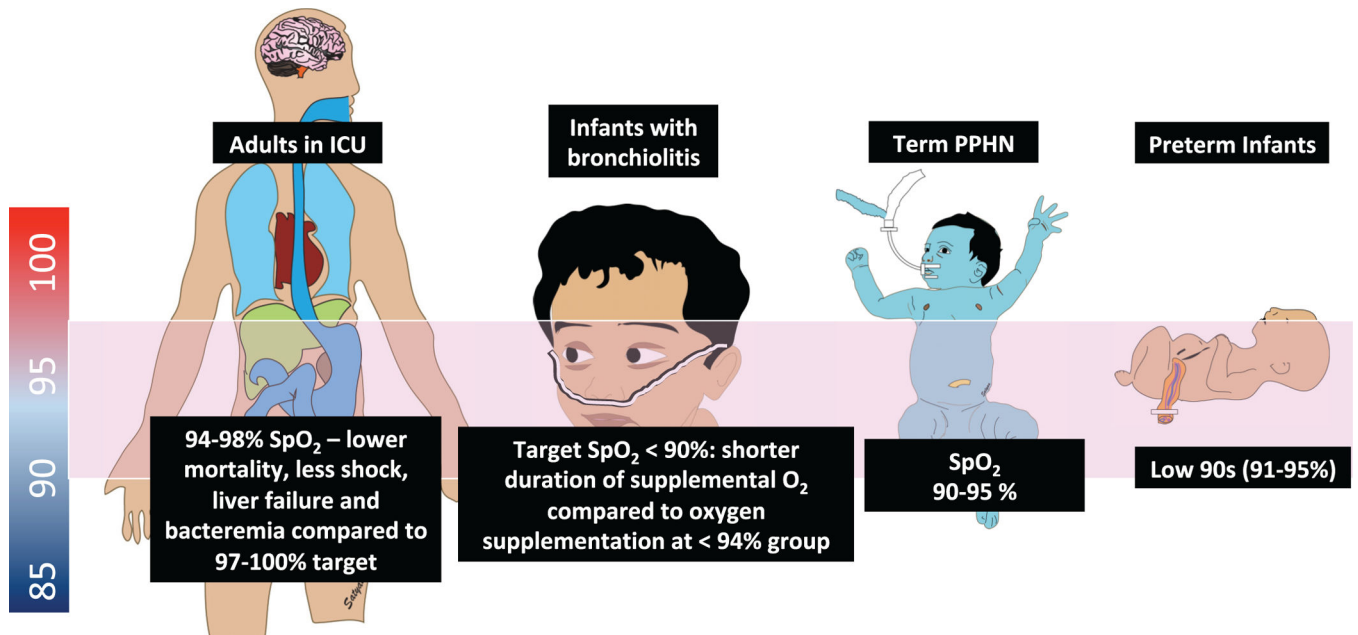 Adults in ICU
Infants with
bronchiolitis
Term PPHN
Preterm Infants
100
95
90
85
94-98% SpO₂ – lower
mortality, less shock,
liver failure and
bacteremia compared to
97-100% target
Target SpO₂ < 90%: shorter
duration of supplemental O₂
compared to oxygen
supplementation at < 94% group
SpO₂
90-95 %
Low 90s (91-95%)